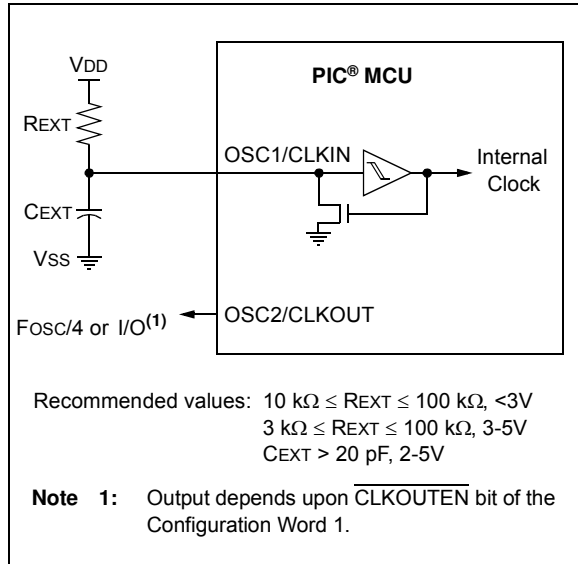 VDD
PIC® MCU
REXT
OSC1/CLKIN
Internal
Clock
CEXT
VSS
OSC2/CLKOUT
FOSC/4 or I/O(1)
Recommended values: 10 kΩ ≤ REXT ≤ 100 kΩ, <3V
3 kΩ ≤ REXT ≤ 100 kΩ, 3-5V
CEXT > 20 pF, 2-5V
Note 1: Output depends upon CLKOUTEN bit of the
Configuration Word 1.